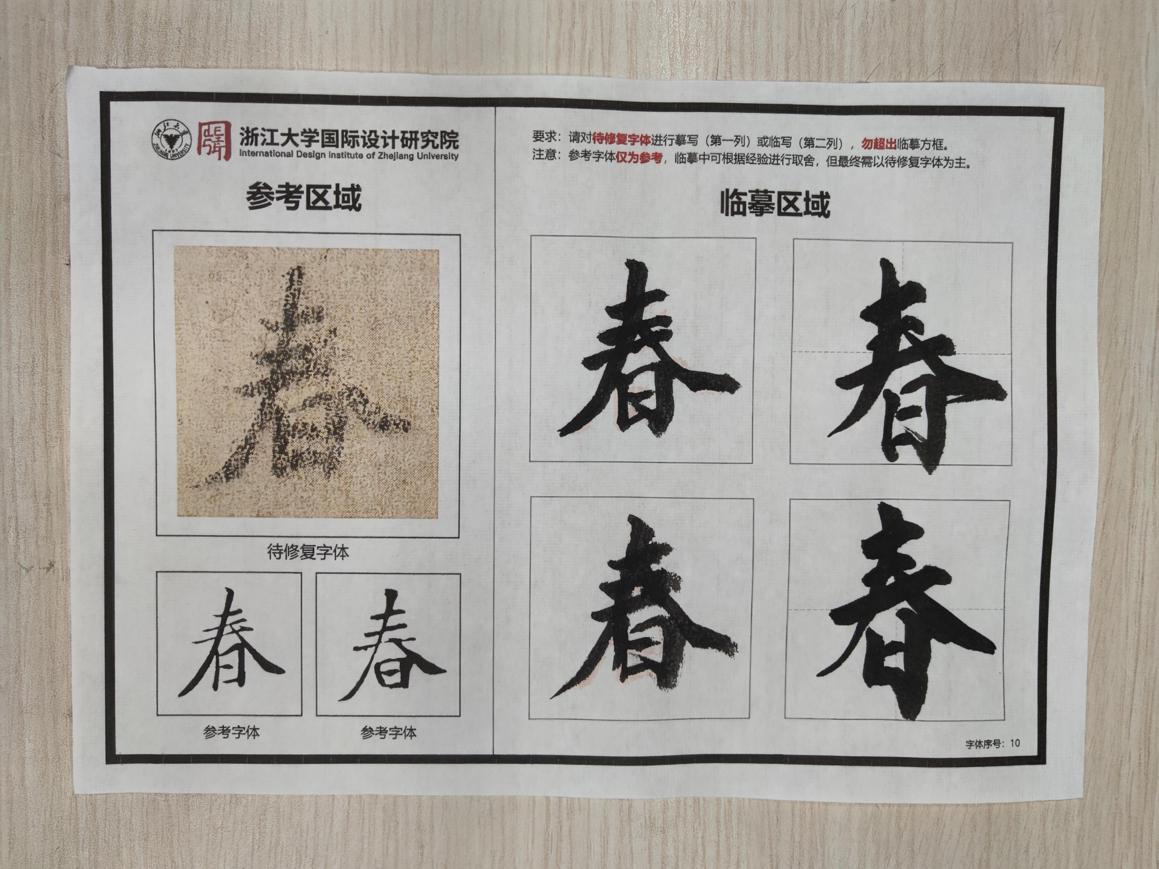 浙江大学国际设计研究院
International Design Institute of Zhejiang University
参考区域
春
待修复字体
春
春
参考字体
参考字体
要求：请对待修复字体进行摹写（第一列）或临写（第二列），勿超出临摹方框。
注意：参考字体仅为参考，临摹中可根据经验进行取舍，但最终需以待修复字体为主。
临摹区域
春
春
春
春
字体序号：10